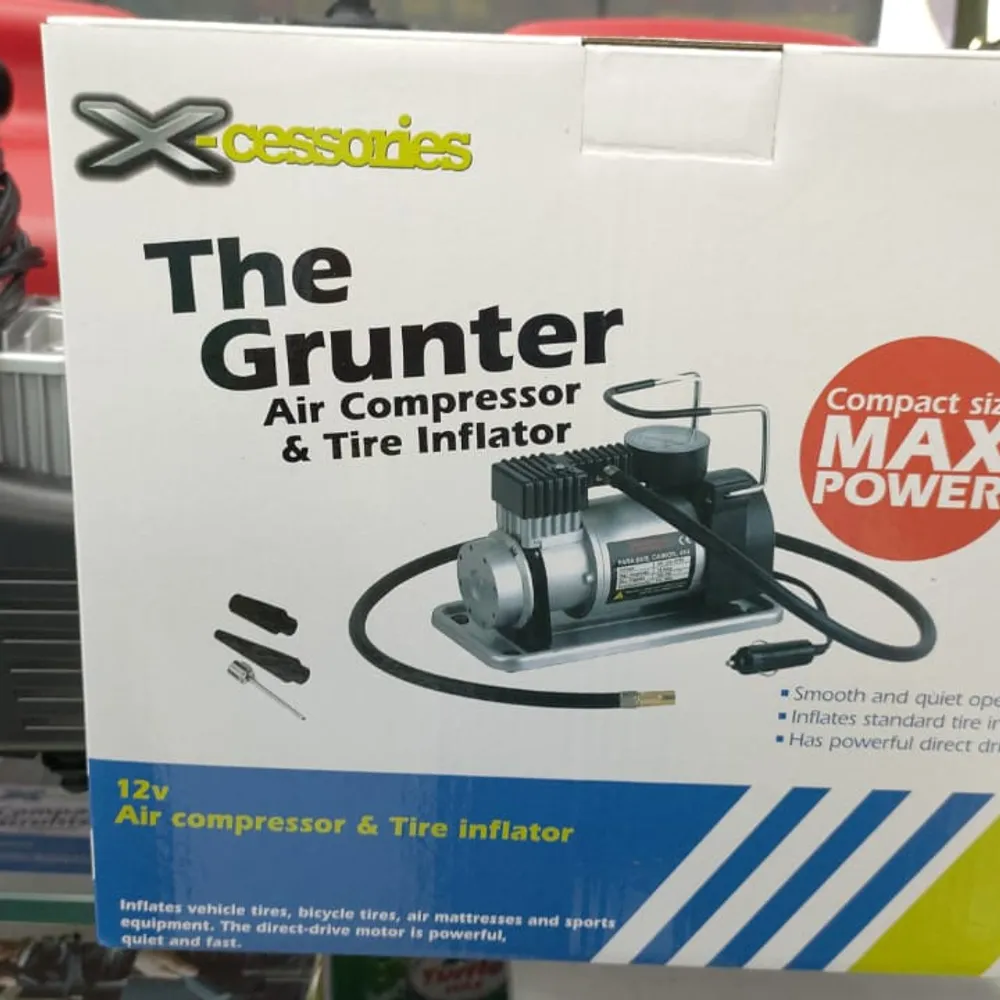 X-cessories
The
Grunter
Air Compressor
& Tire Inflator
Compact siz
MAX
POWER
Smooth and quiet ope
Inflates standard tire in
Has powerful direct dri
12v
Air compressor & Tire inflator
Inflates vehicle tires, bicycle tires, air mattresses and sports
equipment. The direct-drive motor is powerful,
quiet and fast.